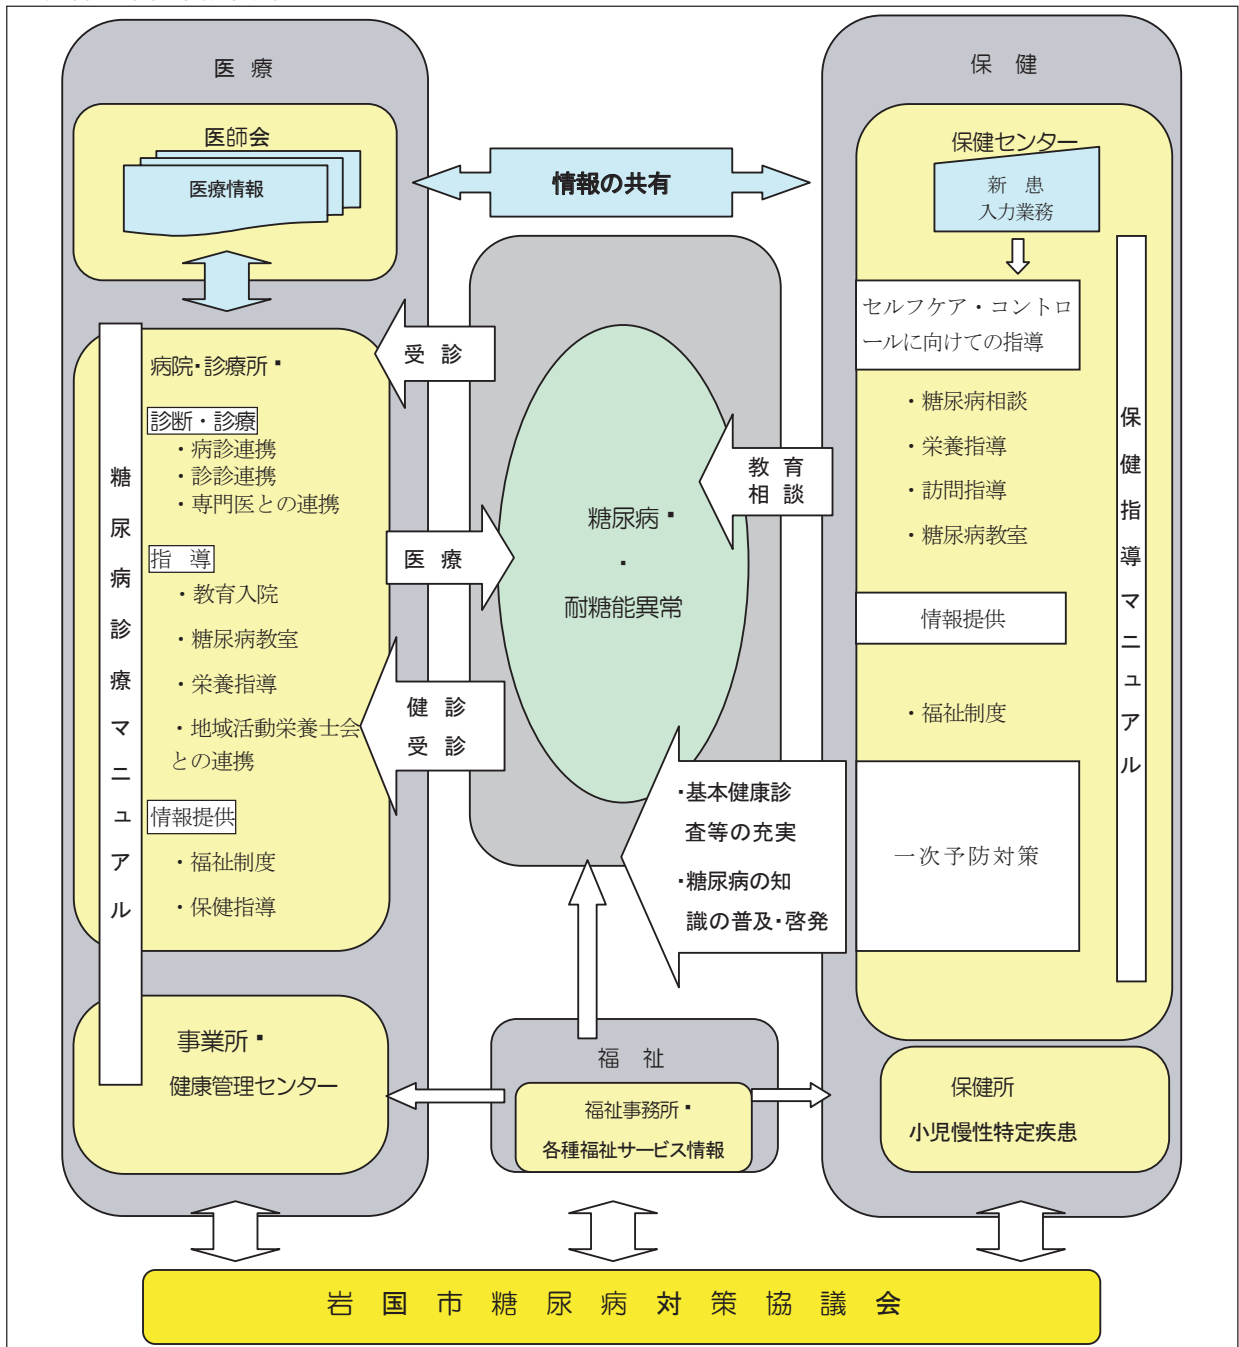 医 療
医師会
医療情報
情報の共有
保 健
保健センター
新 患
入力業務
セルフケア・コントロ
ールに向けての指導
・糖尿病相談
・栄養指導
・訪問指導
・糖尿病教室
情報提供
・福祉制度
一次予防対策
保健指導マニュアル
糖尿病診療マニュアル
病院・診療所・
診断・診療
・病診連携
・診診連携
・専門医との連携
指 導
・教育入院
・糖尿病教室
・栄養指導
・地域活動栄養士会
との連携
情報提供
・福祉制度
・保健指導
受 診
医 療
健 診
受 診
糖尿病・
・
耐糖能異常
教 育
相 談
・基本健康診
査等の充実
・糖尿病の知
識の普及・啓発
事業所・
健康管理センター
福 祉
福祉事務所・
各種福祉サービス情報
保健所
小児慢性特定疾患
岩国市糖尿病対策協議会